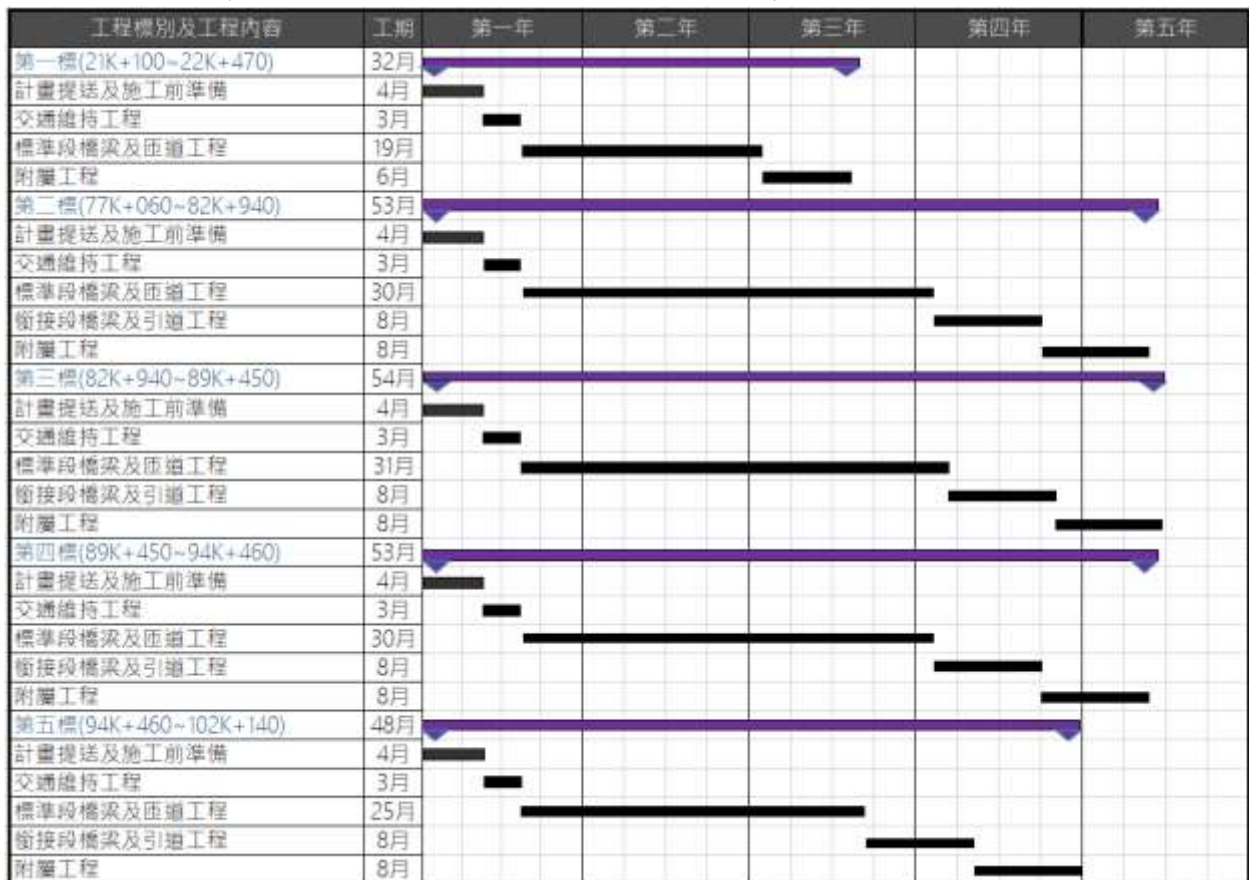 工程標別及工程內容 工期 第一年 第二年 第三年 第四年 第五年
第一標(21K+100~22K+470) 32月
計畫提送及施工前準備 4月
交通維持工程 3月
標準段橋梁及匝道工程 19月
附屬工程 6月
第二標(77K+060~82K+940) 53月
計畫提送及施工前準備 4月
交通維持工程 3月
標準段橋梁及匝道工程 30月
銜接段橋梁及引道工程 8月
附屬工程 8月
第三標(82K+940~89K+450) 54月
計畫提送及施工前準備 4月
交通維持工程 3月
標準段橋梁及匝道工程 31月
銜接段橋梁及引道工程 8月
附屬工程 8月
第四標(89K+450~94K+460) 53月
計畫提送及施工前準備 4月
交通維持工程 3月
標準段橋梁及匝道工程 30月
銜接段橋梁及引道工程 8月
附屬工程 8月
第五標(94K+460~102K+140) 48月
計畫提送及施工前準備 4月
交通維持工程 3月
標準段橋梁及匝道工程 25月
銜接段橋梁及引道工程 8月
附屬工程 8月